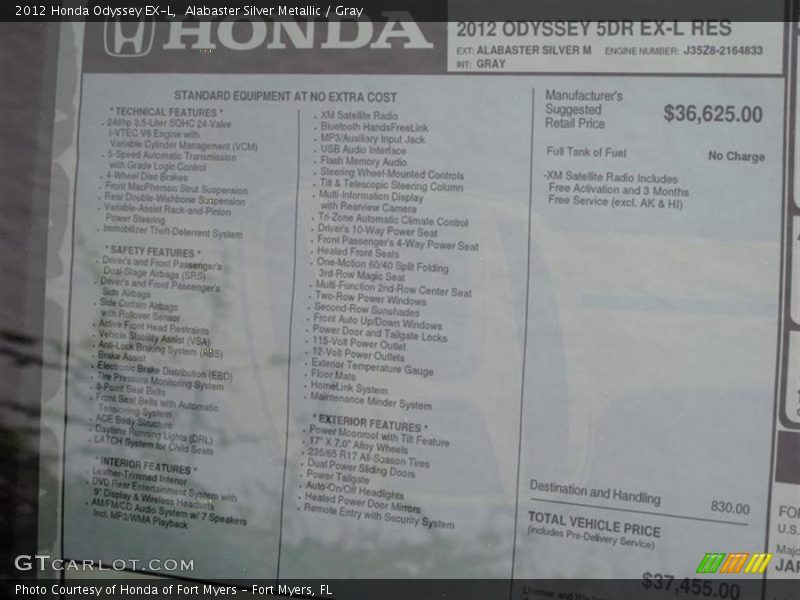 2012 Honda Odyssey EX-L, Alabaster Silver Metallic / Gray
HONDA
2012 ODYSSEY 5DR EX-L RES
EXT: ALABASTER SILVER M ENGINE NUMBER: J35Z8-2164833
INT: GRAY
STANDARD EQUIPMENT AT NO EXTRA COST
* TECHNICAL FEATURES *
. 248hp 3.5-Liter SOHC 24-Valve
i-VTEC V6 Engine with
Variable Cylinder Management (VCM)
. 5-Speed Automatic Transmission
with Grade Logic Control
. 4-Wheel Disc Brakes
. Front MacPherson Strut Suspension
. Rear Double-Wishbone Suspension
. Variable-Assist Rack-and-Pinion
Power Steering
. Immobilizer Theft-Deterrent System
* SAFETY FEATURES *
. Driver's and Front Passenger's
Dual-Stage Airbags (SRS)
. Driver's and Front Passenger's
Side Airbags
. Side Curtain Airbags
with Rollover Sensor
. Active Front Head Restraints
. Vehicle Stability Assist (VSA)
. Anti-Lock Braking System (ABS)
. Brake Assist
. Electronic Brake Distribution (EBD)
. Tire Pressure Monitoring System
. 3-Point Seat Belts
. Front Seat Belts with Automatic
Tensioning System
. ACE Body Structure
. Daytime Running Lights (DRL)
. LATCH System for Child Seats
* INTERIOR FEATURES *
. Leather-Trimmed Interior
. DVD Rear Entertainment System with
9" Display & Wireless Headsets
. AM/FM/CD Audio System w/ 7 Speakers
Incl. MP3/WMA Playback
. XM Satellite Radio
. Bluetooth HandsFreeLink
. MP3/Auxiliary Input Jack
. USB Audio Interface
. Flash Memory Audio
. Steering Wheel-Mounted Controls
. Tilt & Telescopic Steering Column
. Multi-Information Display
with Rearview Camera
. Tri-Zone Automatic Climate Control
. Driver's 10-Way Power Seat
. Front Passenger's 4-Way Power Seat
. Heated Front Seats
. One-Motion 60/40 Split Folding
3rd-Row Magic Seat
. Multi-Function 2nd-Row Center Seat
. Two-Row Power Windows
. Second-Row Sunshades
. Front Auto Up/Down Windows
. Power Door and Tailgate Locks
. 115-Volt Power Outlet
. 12-Volt Power Outlets
. Exterior Temperature Gauge
. Floor Mats
. HomeLink System
. Maintenance Minder System
* EXTERIOR FEATURES *
. Power Moonroof with Tilt Feature
. 17" X 7.0" Alloy Wheels
. 235/65 R17 All-Season Tires
. Dual Power Sliding Doors
. Power Tailgate
. Auto-On/Off Headlights
. Heated Power Door Mirrors
. Remote Entry with Security System
Manufacturer's
Suggested
Retail Price $36,625.00
Full Tank of Fuel No Charge
-XM Satellite Radio Includes
Free Activation and 3 Months
Free Service (excl. AK & HI)
Destination and Handling 830.00
TOTAL VEHICLE PRICE
(includes Pre-Delivery Service)
$37,455.00
License and title
FO
U.S.
Majo
JAP
GTCARLOT.COM
Photo Courtesy of Honda of Fort Myers - Fort Myers, FL